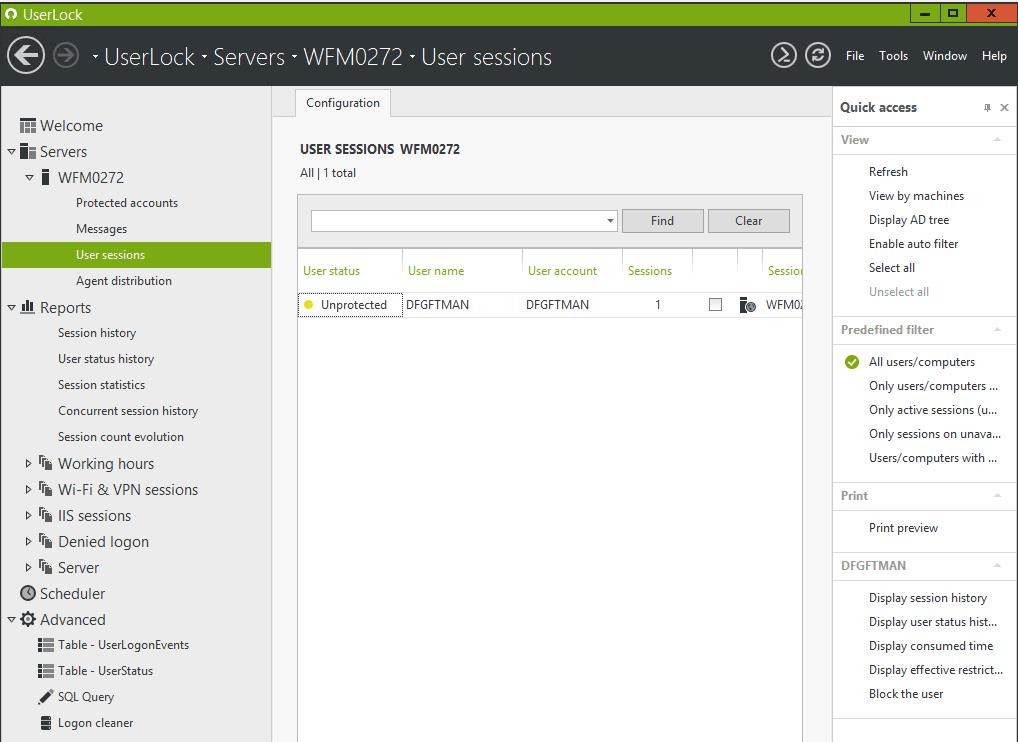 UserLock
UserLock · Servers · WFM0272 · User sessions
File Tools Window Help
Welcome
Servers
WFM0272
Protected accounts
Messages
User sessions
Agent distribution
Reports
Session history
User status history
Session statistics
Concurrent session history
Session count evolution
Working hours
Wi-Fi & VPN sessions
IIS sessions
Denied logon
Server
Scheduler
Advanced
Table - UserLogonEvents
Table - UserStatus
SQL Query
Logon cleaner
Configuration
USER SESSIONS WFM0272
All | 1 total
Find Clear
User status User name User account Sessions Session
Unprotected DFGFTMAN DFGFTMAN 1 WFM02
Quick access
View
Refresh
View by machines
Display AD tree
Enable auto filter
Select all
Unselect all
Predefined filter
All users/computers
Only users/computers ...
Only active sessions (u...
Only sessions on unava...
Users/computers with ...
Print
Print preview
DFGFTMAN
Display session history
Display user status hist...
Display consumed time
Display effective restrict...
Block the user